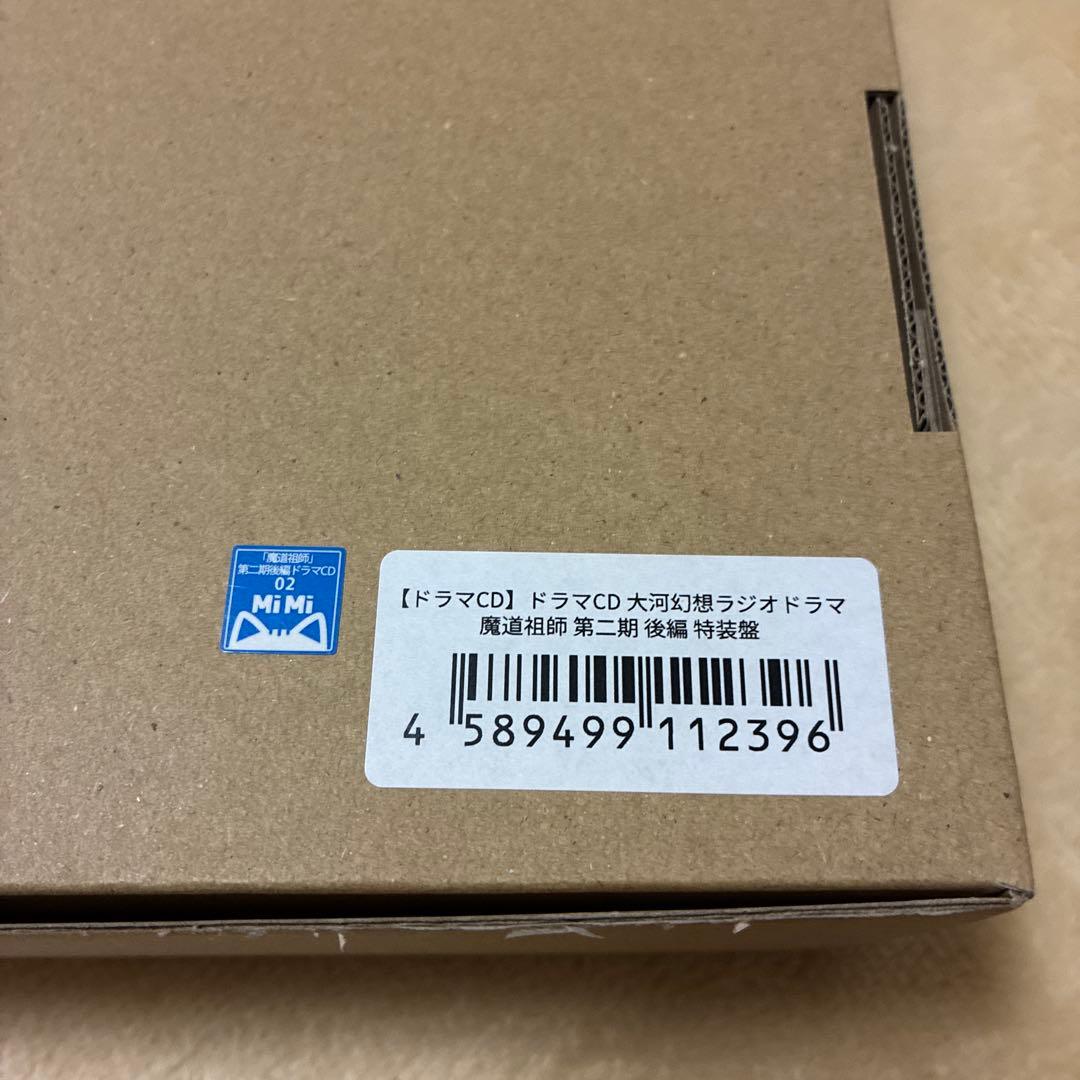 「魔道祖師」
第二期後編ドラマCD
02
MiMi
【ドラマCD】ドラマCD 大河幻想ラジオドラマ
魔道祖師 第二期 後編 特装盤
4 589499 112396